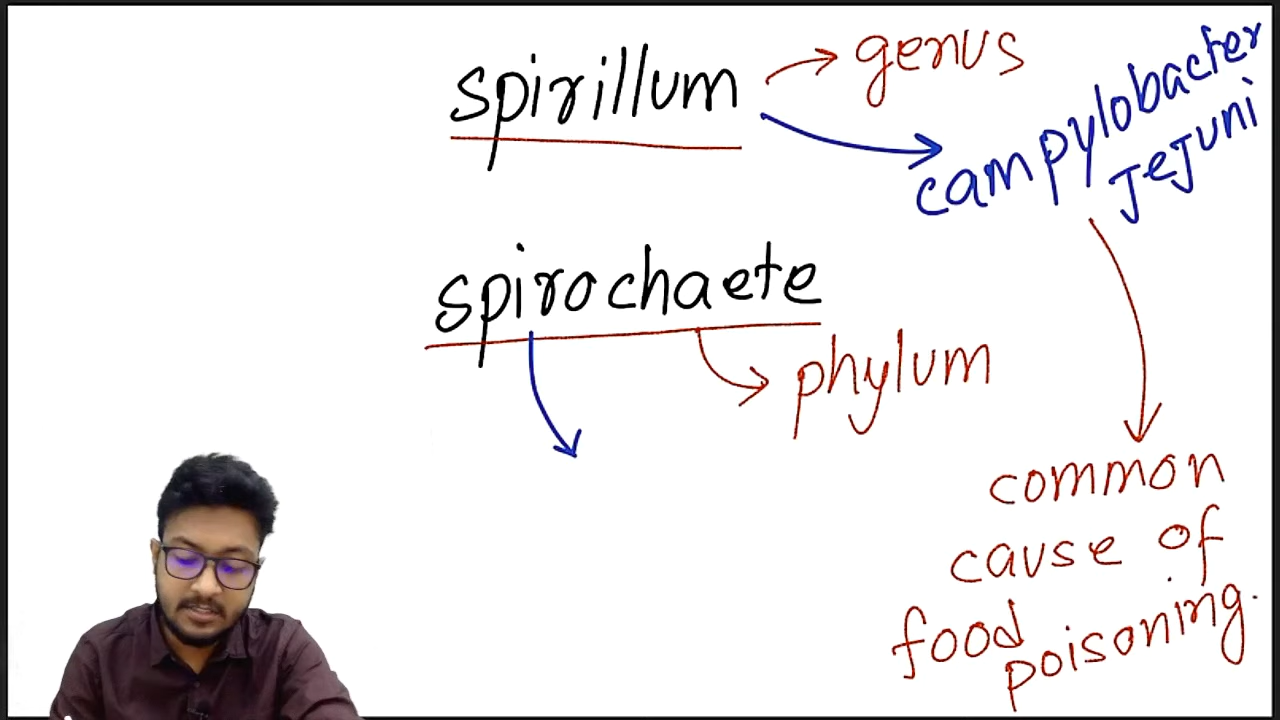 spirillum
genus
campylobacter
Jejuni
spirochaete
phylum
common
cause of
food
poisoning.